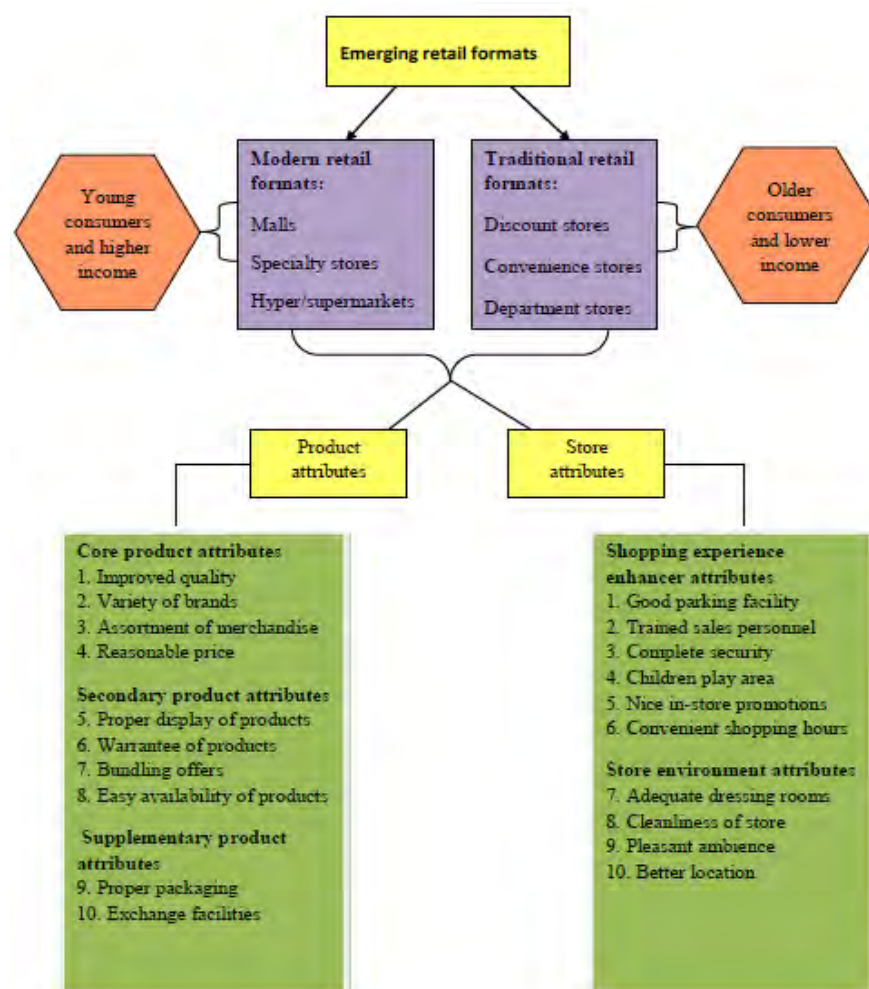 Emerging retail formats
Young
consumers
and higher
income
Modern retail
formats:
Malls
Specialty stores
Hyper/supermarkets
Traditional retail
formats:
Discount stores
Convenience stores
Department stores
Older
consumers
and lower
income
Product
attributes
Store
attributes
Core product attributes
1. Improved quality
2. Variety of brands
3. Assortment of merchandise
4. Reasonable price
Secondary product attributes
5. Proper display of products
6. Warrantee of products
7. Bundling offers
8. Easy availability of products
Supplementary product
attributes
9. Proper packaging
10. Exchange facilities
Shopping experience
enhancer attributes
1. Good parking facility
2. Trained sales personnel
3. Complete security
4. Children play area
5. Nice in-store promotions
6. Convenient shopping hours
Store environment attributes
7. Adequate dressing rooms
8. Cleanliness of store
9. Pleasant ambience
10. Better location